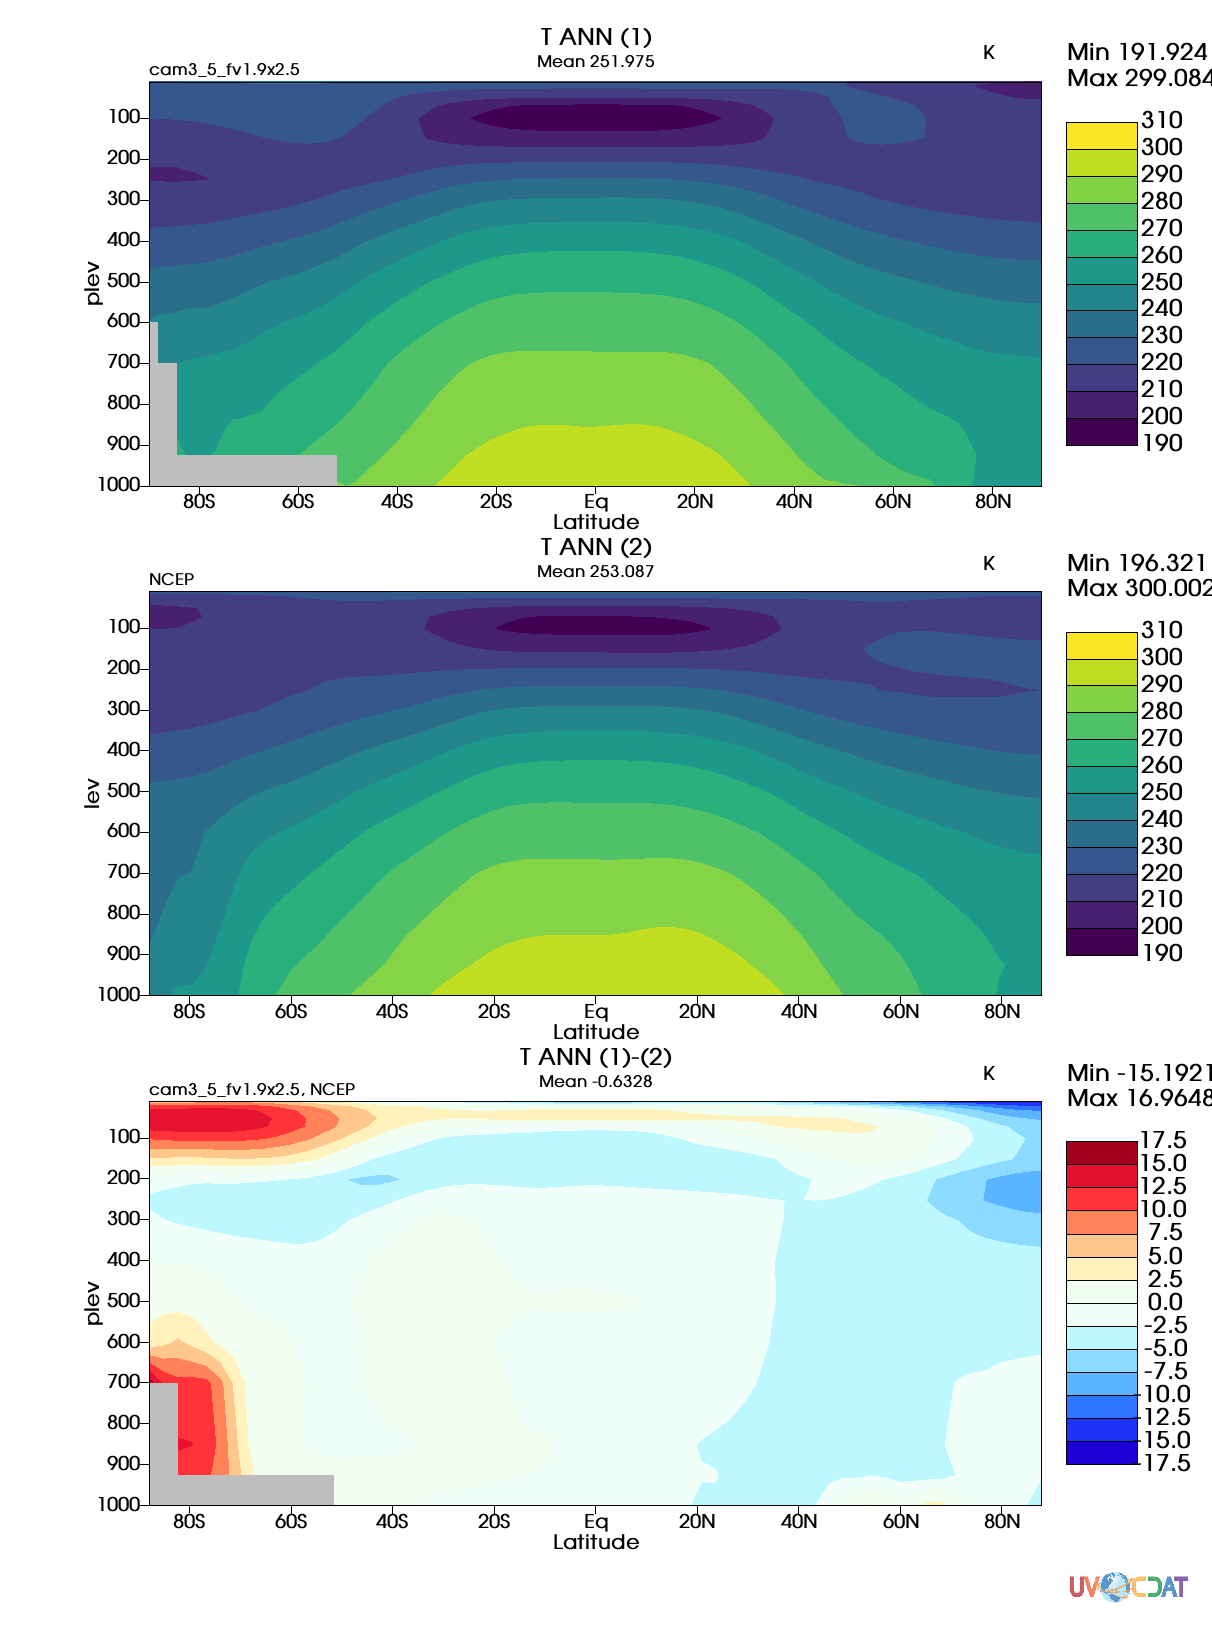 T ANN (1)
Mean 251.975
K
Min 191.924
Max 299.084
cam3_5_fv1.9x2.5
100
200
300
400
500
600
700
800
900
1000
plev
80S 60S 40S 20S Eq 20N 40N 60N 80N
Latitude
310
300
290
280
270
260
250
240
230
220
210
200
190
T ANN (2)
Mean 253.087
K
Min 196.321
Max 300.002
NCEP
100
200
300
400
500
600
700
800
900
1000
lev
80S 60S 40S 20S Eq 20N 40N 60N 80N
Latitude
310
300
290
280
270
260
250
240
230
220
210
200
190
T ANN (1)-(2)
Mean -0.6328
K
Min -15.1921
Max 16.9648
cam3_5_fv1.9x2.5, NCEP
100
200
300
400
500
600
700
800
900
1000
plev
80S 60S 40S 20S Eq 20N 40N 60N 80N
Latitude
17.5
15.0
12.5
10.0
7.5
5.0
2.5
0.0
-2.5
-5.0
-7.5
-10.0
-12.5
-15.0
-17.5
UV CDAT